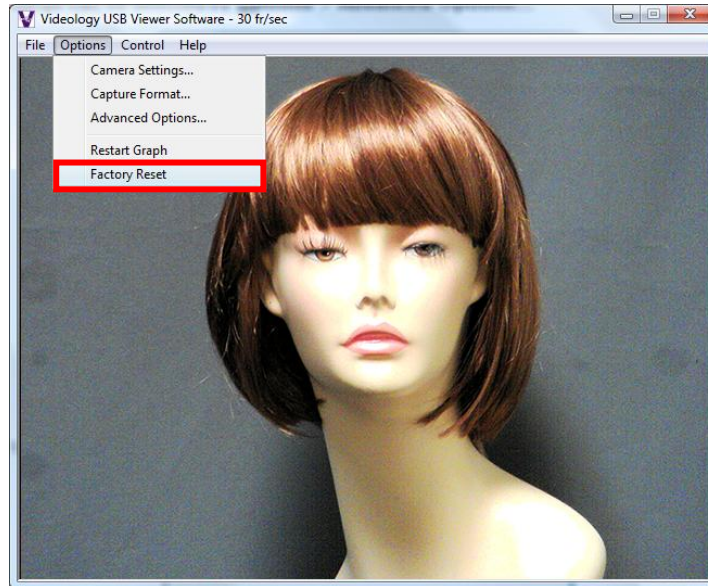 Videology USB Viewer Software - 30 fr/sec
File Options Control Help
Camera Settings...
Capture Format...
Advanced Options...
Restart Graph
Factory Reset